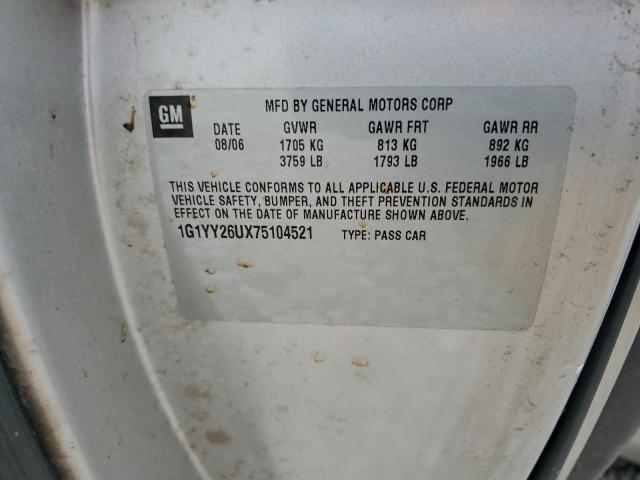 GM
MFD BY GENERAL MOTORS CORP
DATE GVWR GAWR FRT GAWR RR
08/06 1705 KG 813 KG 892 KG
3759 LB 1793 LB 1966 LB
THIS VEHICLE CONFORMS TO ALL APPLICABLE U.S. FEDERAL MOTOR
VEHICLE SAFETY, BUMPER, AND THEFT PREVENTION STANDARDS IN
EFFECT ON THE DATE OF MANUFACTURE SHOWN ABOVE.
1G1YY26UX75104521 TYPE: PASS CAR